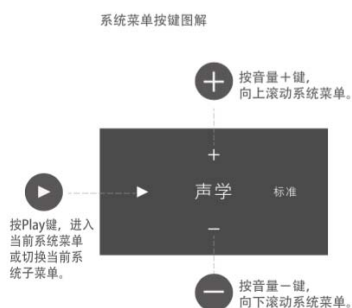 系统菜单按键图解
按音量+键，
向上滚动系统菜单。
+
声学 标准
−
按Play键，进入
当前系统菜单
或切换当前系
统子菜单。
按音量－键，
向下滚动系统菜单。